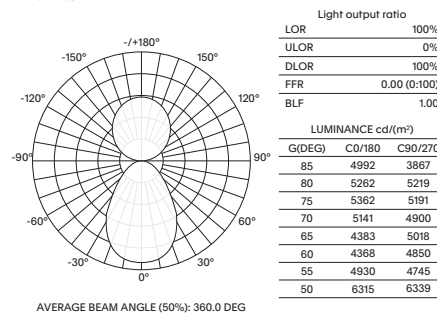 -/+180°
-150°
150°
-120°
120°
-90°
90°
-60°
60°
-30°
30°
0°
AVERAGE BEAM ANGLE (50%): 360.0 DEG
Light output ratio
LOR 100%
ULOR 0%
DLOR 100%
FFR 0.00 (0:100)
BLF 1.00
LUMINANCE cd/(m²)
G(DEG) C0/180 C90/270
85 4992 3867
80 5262 5219
75 5362 5191
70 5141 4900
65 4383 5018
60 4368 4850
55 4930 4745
50 6315 6339